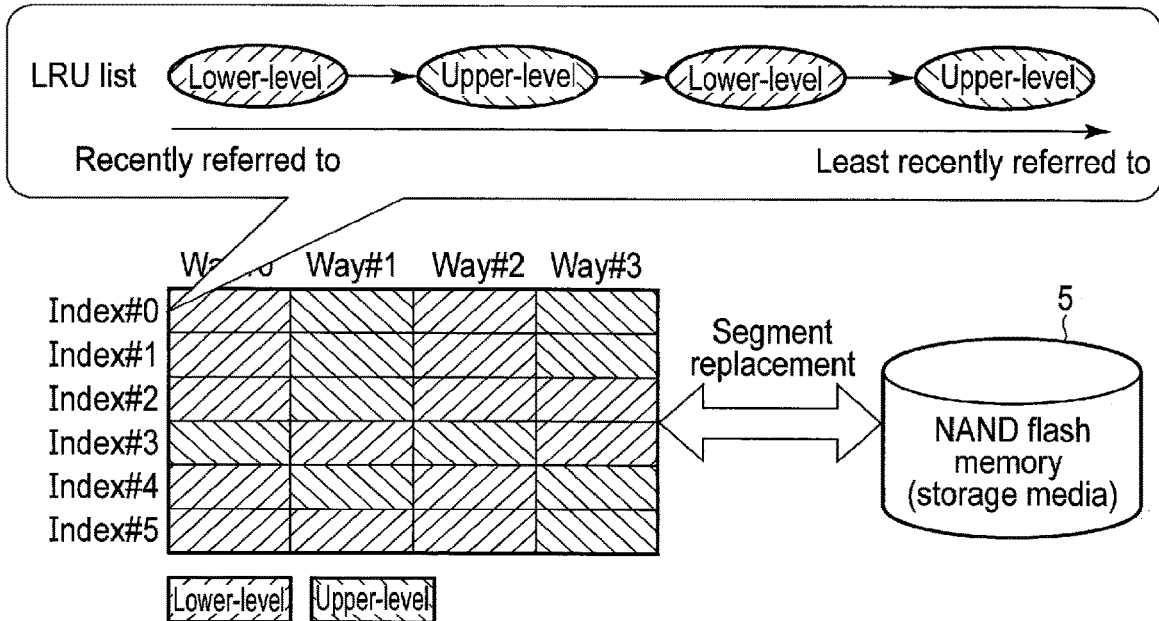 LRU list Lower-level Upper-level Lower-level Upper-level
Recently referred to Least recently referred to
Way#1 Way#2 Way#3
Index#0
Index#1
Index#2
Index#3
Index#4
Index#5
Segment
replacement
5
NAND flash
memory
(storage media)
Lower-level Upper-level